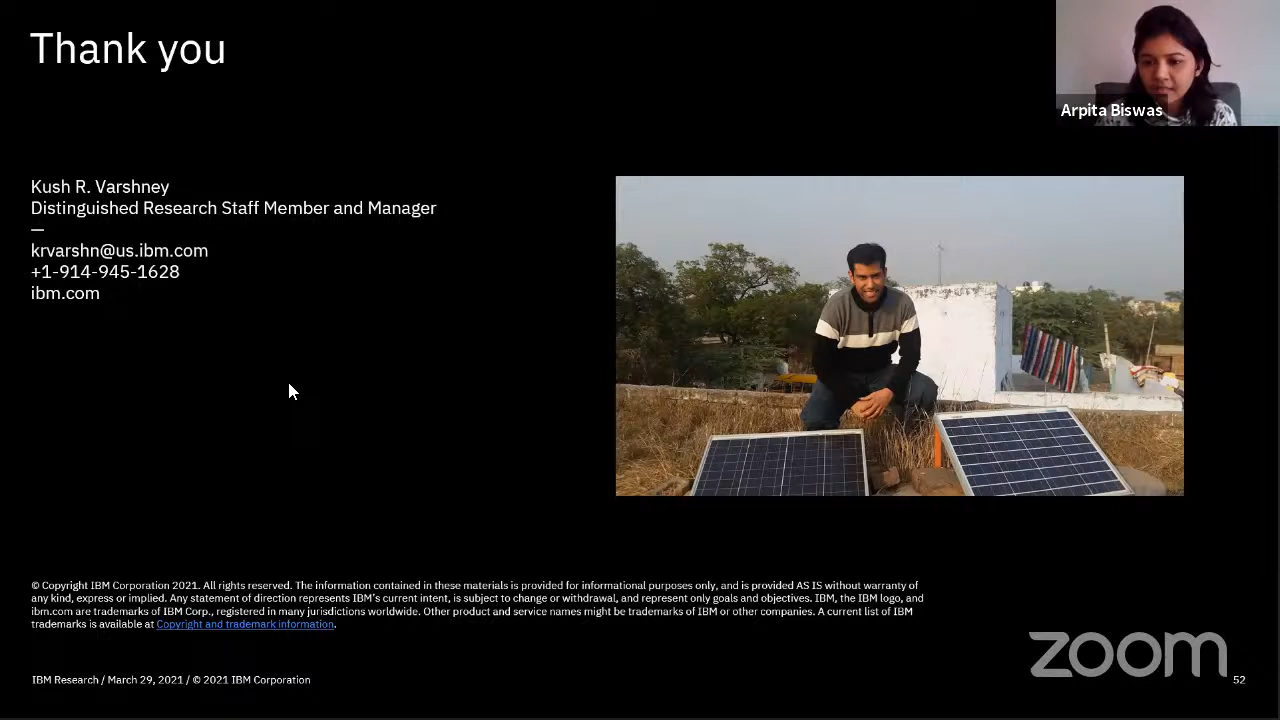 Thank you
Arpita Biswas
Kush R. Varshney
Distinguished Research Staff Member and Manager
—
krvarshn@us.ibm.com
+1-914-945-1628
ibm.com
© Copyright IBM Corporation 2021. All rights reserved. The information contained in these materials is provided for informational purposes only, and is provided AS IS without warranty of
any kind, express or implied. Any statement of direction represents IBM's current intent, is subject to change or withdrawal, and represent only goals and objectives. IBM, the IBM logo, and
ibm.com are trademarks of IBM Corp., registered in many jurisdictions worldwide. Other product and service names might be trademarks of IBM or other companies. A current list of IBM
trademarks is available at Copyright and trademark information.
zoom
IBM Research / March 29, 2021 / © 2021 IBM Corporation
52